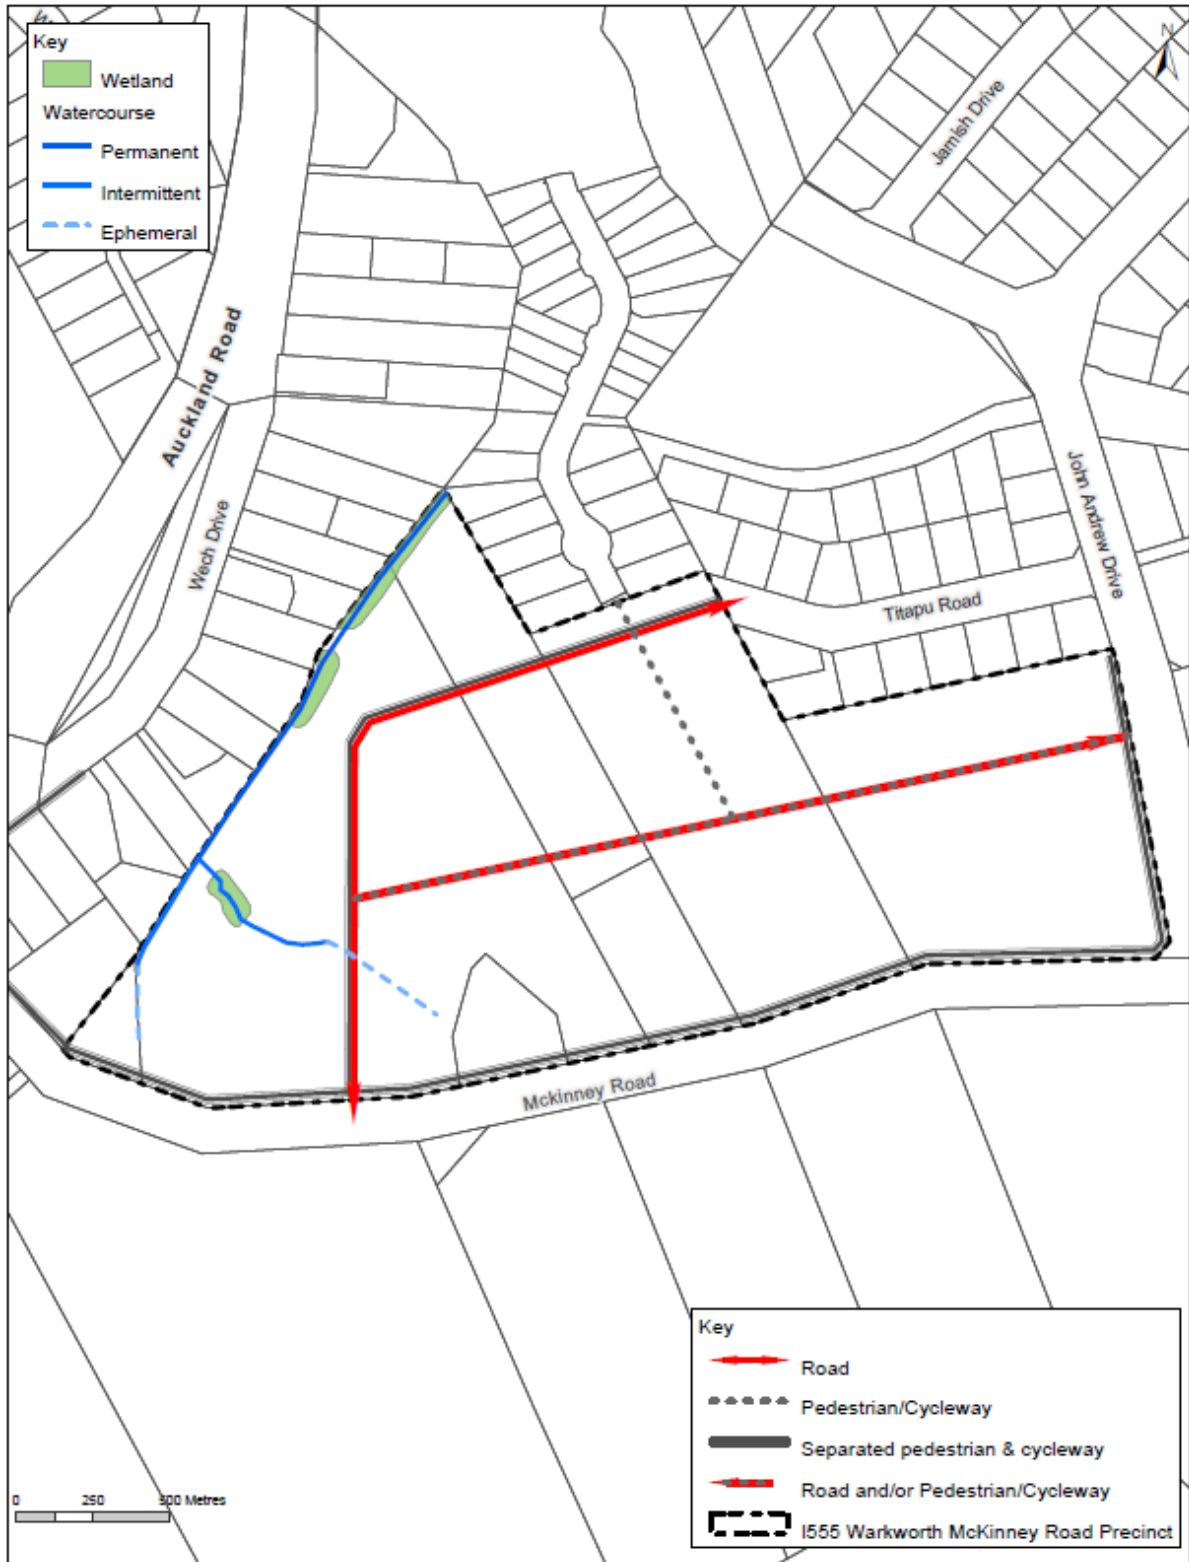 Key
Wetland
Watercourse
Permanent
Intermittent
Ephemeral
N
Jamish Drive
Auckland Road
Wech Drive
John Andrew Drive
Titapu Road
Mckinney Road
Key
Road
Pedestrian/Cycleway
Separated pedestrian & cycleway
Road and/or Pedestrian/Cycleway
I555 Warkworth McKinney Road Precinct
0 250 500 Metres